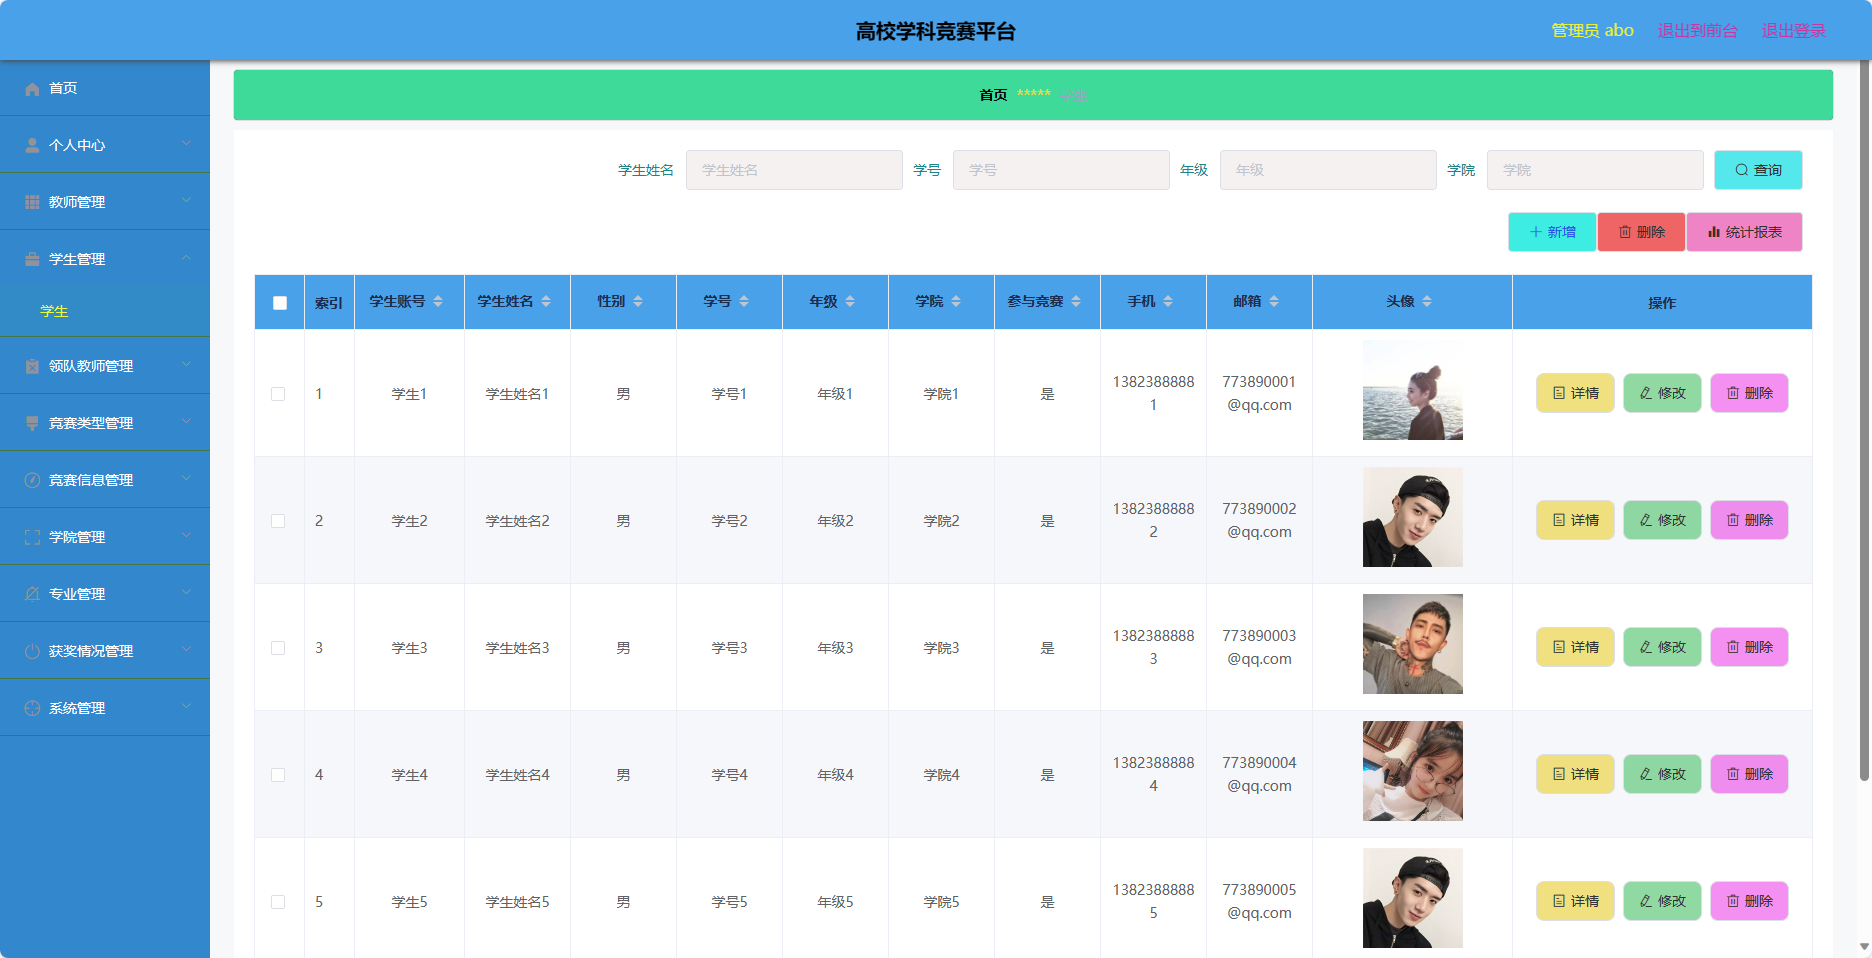 高校学科竞赛平台
管理员 abo 退出到前台 退出登录
首页
个人中心
教师管理
学生管理
学生
领队教师管理
竞赛类型管理
竞赛信息管理
学院管理
专业管理
获奖情况管理
系统管理
首页 ***** 学生
学生姓名 学生姓名 学号 学号 年级 年级 学院 学院 查询
新增 删除 统计报表
索引 学生账号 学生姓名 性别 学号 年级 学院 参与竞赛 手机 邮箱 头像 操作
1 学生1 学生姓名1 男 学号1 年级1 学院1 是 13823888881 773890001@qq.com 详情 修改 删除
2 学生2 学生姓名2 男 学号2 年级2 学院2 是 13823888882 773890002@qq.com 详情 修改 删除
3 学生3 学生姓名3 男 学号3 年级3 学院3 是 13823888883 773890003@qq.com 详情 修改 删除
4 学生4 学生姓名4 男 学号4 年级4 学院4 是 13823888884 773890004@qq.com 详情 修改 删除
5 学生5 学生姓名5 男 学号5 年级5 学院5 是 13823888885 773890005@qq.com 详情 修改 删除